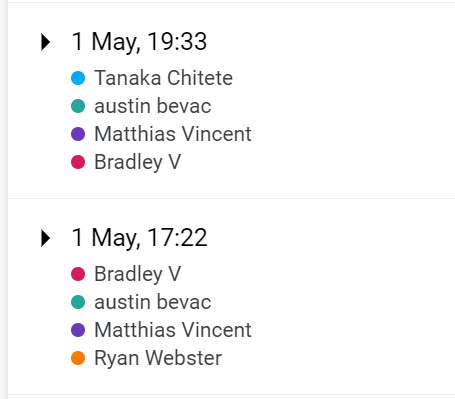 1 May, 19:33
Tanaka Chitete
austin bevac
Matthias Vincent
Bradley V
1 May, 17:22
Bradley V
austin bevac
Matthias Vincent
Ryan Webster